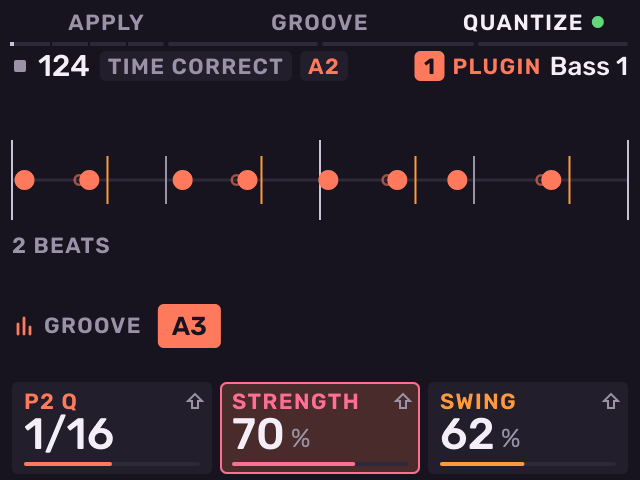 APPLY GROOVE QUANTIZE
124 TIME CORRECT A2 1 PLUGIN Bass 1
2 BEATS
GROOVE A3
P2 Q STRENGTH SWING
1/16 70 % 62 %